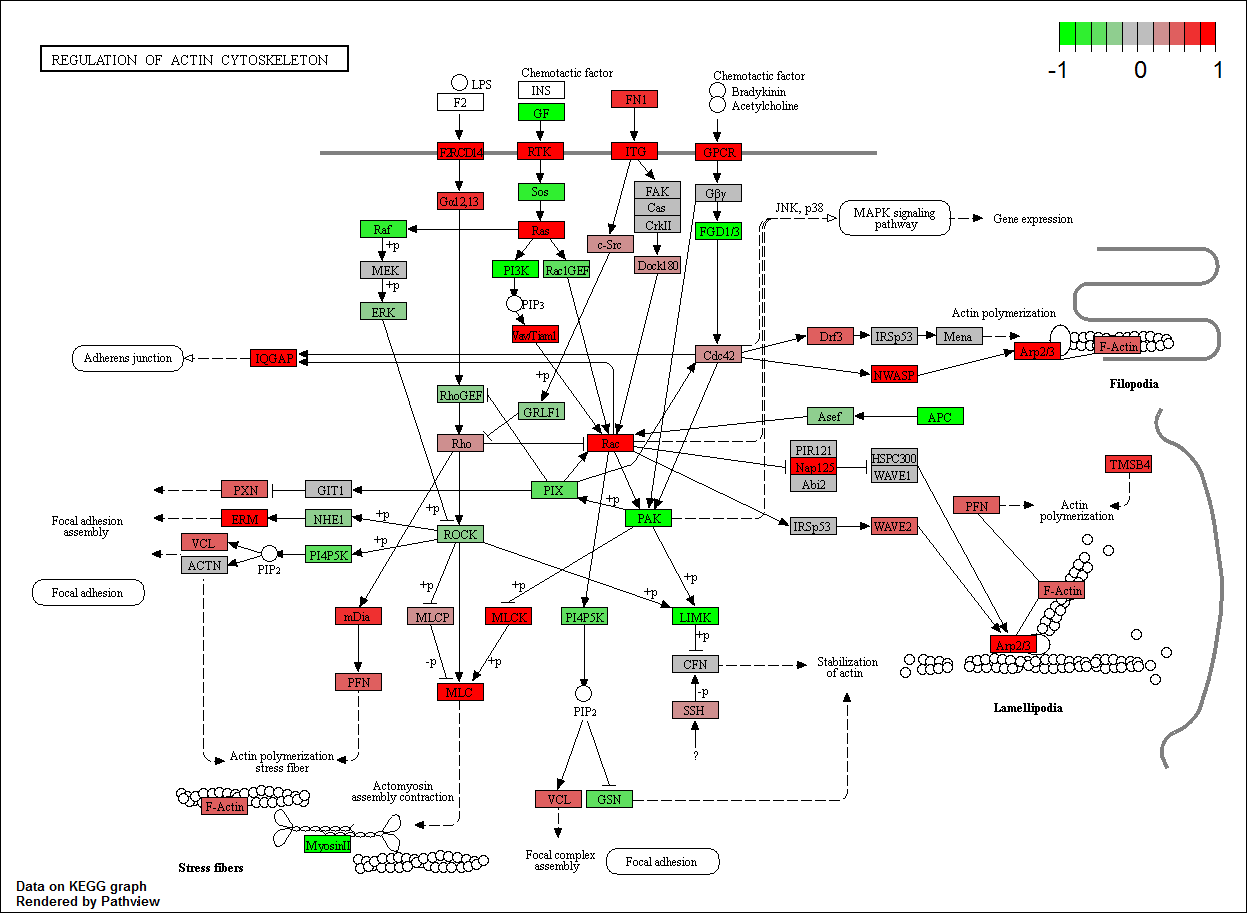 REGULATION OF ACTIN CYTOSKELETON
-1 0 1
LPS
F2
Chemotactic factor
INS
GF
FN1
Chemotactic factor
Bradykinin
Acetylcholine
RTK
ITG
GPCR
Gα12,13
Sos
FAK
Cas
CrkII
Gβγ
JNK, p38
MAPK signaling
pathway
Gene expression
Raf
Ras
FGD1/3
+p
c-Src
MEK
PI3K
Rac1GEF
Dock180
+p
ERK
PIP3
Actin polymerization
Drf3
IRSp53
Mena
Adherens junction
IQGAP
Cdc42
Arp2/3
F-Actin
NWASP
Filopodia
+p
RhoGEF
GRLF1
Asef
APC
Rho
Rac
PIR121
Nap125
Abi2
HSPC300
WAVE1
TMSB4
PXN
GIT1
PIX
+p
PFN
Actin
polymerization
Focal adhesion
assembly
ERM
NHE1
+p
+p
PAK
IRSp53
WAVE2
VCL
ROCK
+p
ACTN
PIP2
PI4P5K
Focal adhesion
+p
+p
+p
+p
F-Actin
mDia
MLCP
MLCK
PI4P5K
LIMK
+p
Arp2/3
CFN
Stabilization
of actin
-p
+p
PFN
MLC
-p
SSH
PIP2
Lamellipodia
?
Actin polymerization
stress fiber
Actomyosin
assembly contraction
F-Actin
VCL
GSN
MyosinII
Focal complex
assembly
Focal adhesion
Stress fibers
Data on KEGG graph
Rendered by Pathview